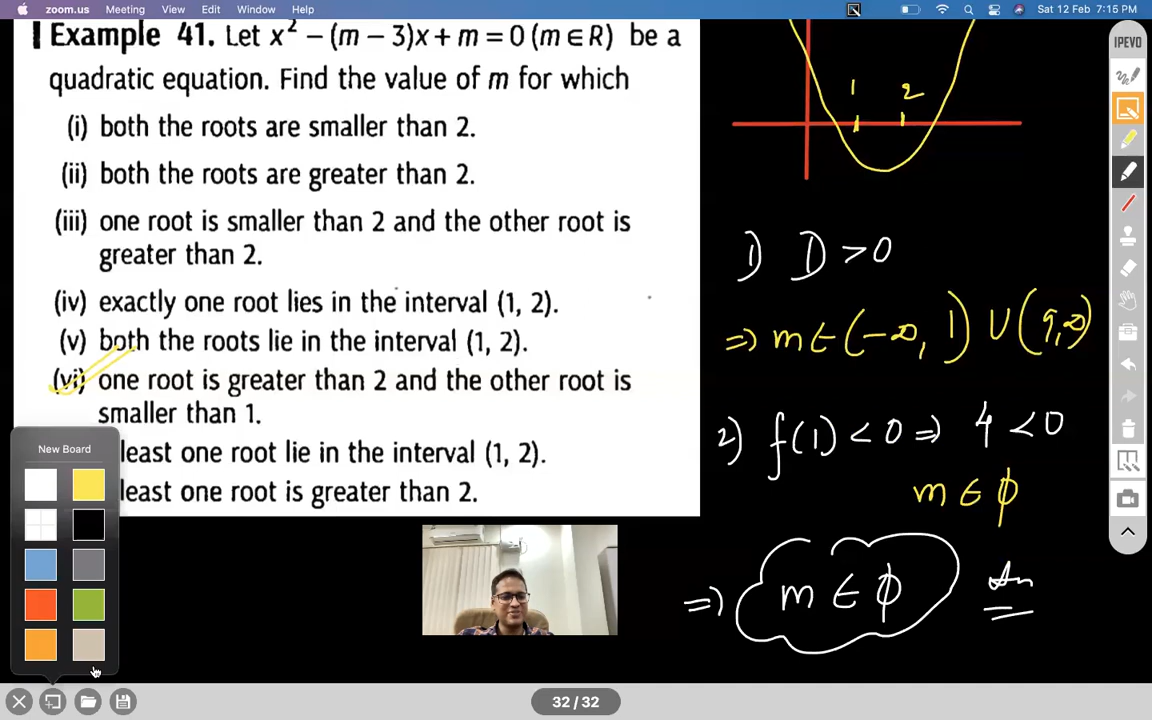 zoom.us Meeting View Edit Window Help Sat 12 Feb 7:15 PM
IPEVO
Example 41. Let x² − (m − 3)x + m = 0 (m ∈ R) be a
quadratic equation. Find the value of m for which
(i) both the roots are smaller than 2.
(ii) both the roots are greater than 2.
(iii) one root is smaller than 2 and the other root is
greater than 2.
(iv) exactly one root lies in the interval (1, 2).
(v) both the roots lie in the interval (1, 2).
(vi) one root is greater than 2 and the other root is
smaller than 1.
least one root lie in the interval (1, 2).
least one root is greater than 2.
New Board
1 2
1) D > 0
=) m ∈ (-∞, 1) ∪ (9, ∞)
2) f(1) < 0 =) 4 < 0
m ∈ ϕ
=) m ∈ ϕ Ans
32 / 32